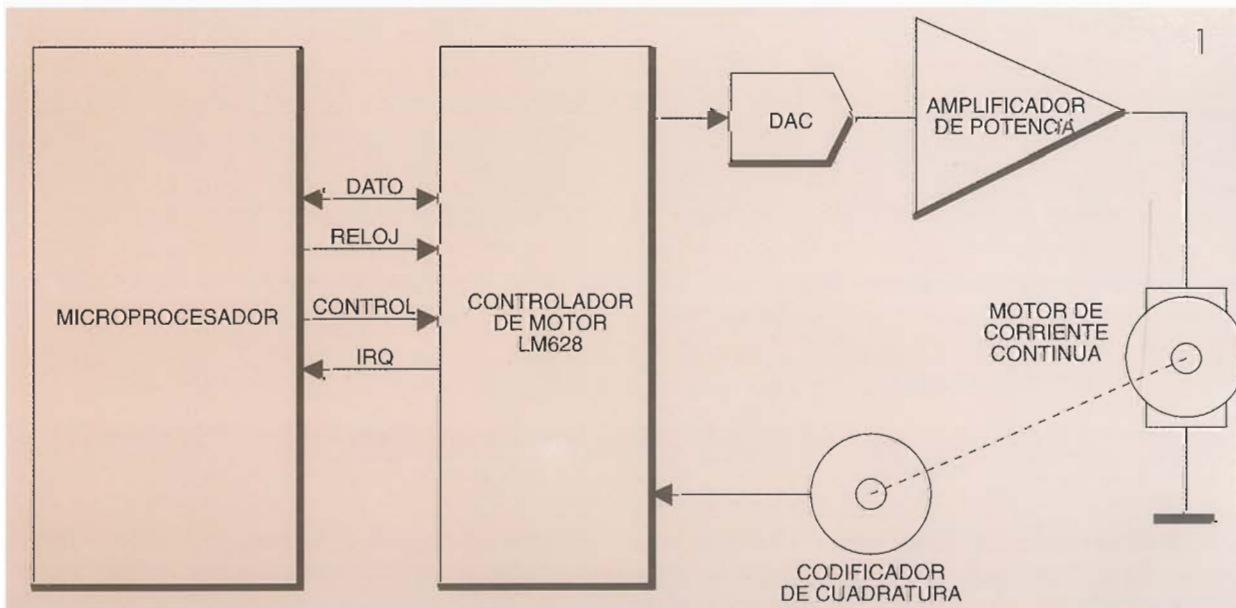 1
DAC
AMPLIFICADOR
DE POTENCIA
DATO
RELOJ
MICROPROCESADOR
CONTROL
CONTROLADOR
DE MOTOR
LM628
IRQ
MOTOR DE
CORRIENTE
CONTINUA
CODIFICADOR
DE CUADRATURA